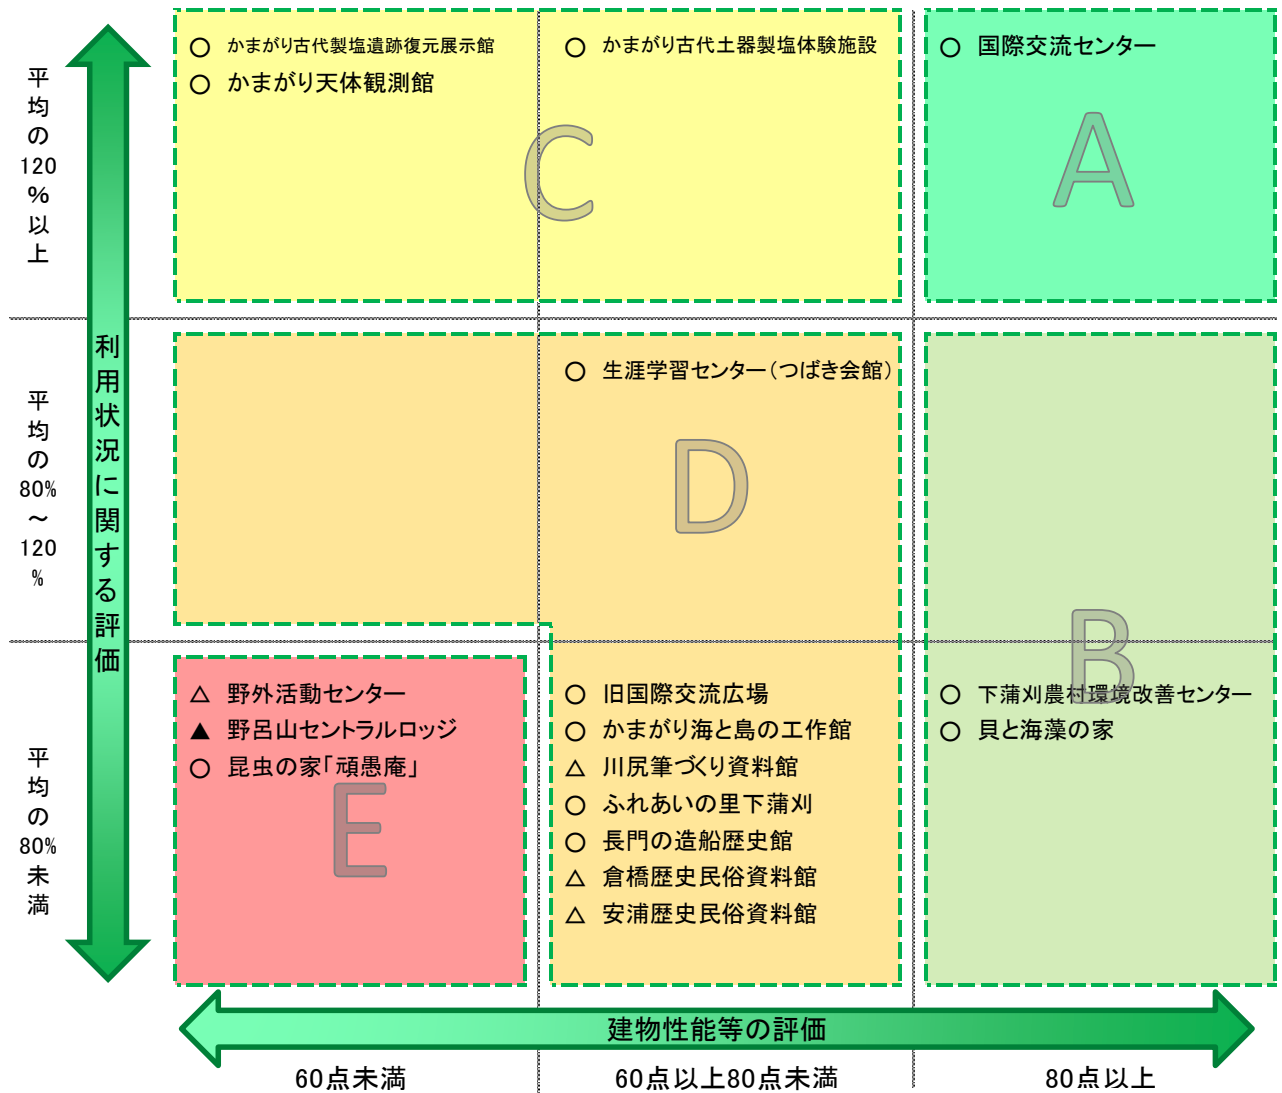 平均の120%以上
平均の80%~120%
平均の80%未満
利用状況に関する評価
○ かまがり古代製塩遺跡復元展示館
○ かまがり天体観測館
○ かまがり古代土器製塩体験施設
C
○ 国際交流センター
A
○ 生涯学習センター(つばき会館)
D
B
△ 野外活動センター
▲ 野呂山セントラルロッジ
○ 昆虫の家「頑愚庵」
E
○ 旧国際交流広場
○ かまがり海と島の工作館
△ 川尻筆づくり資料館
○ ふれあいの里下蒲刈
○ 長門の造船歴史館
△ 倉橋歴史民俗資料館
△ 安浦歴史民俗資料館
○ 下蒲刈農村環境改善センター
○ 貝と海藻の家
建物性能等の評価
60点未満
60点以上80点未満
80点以上